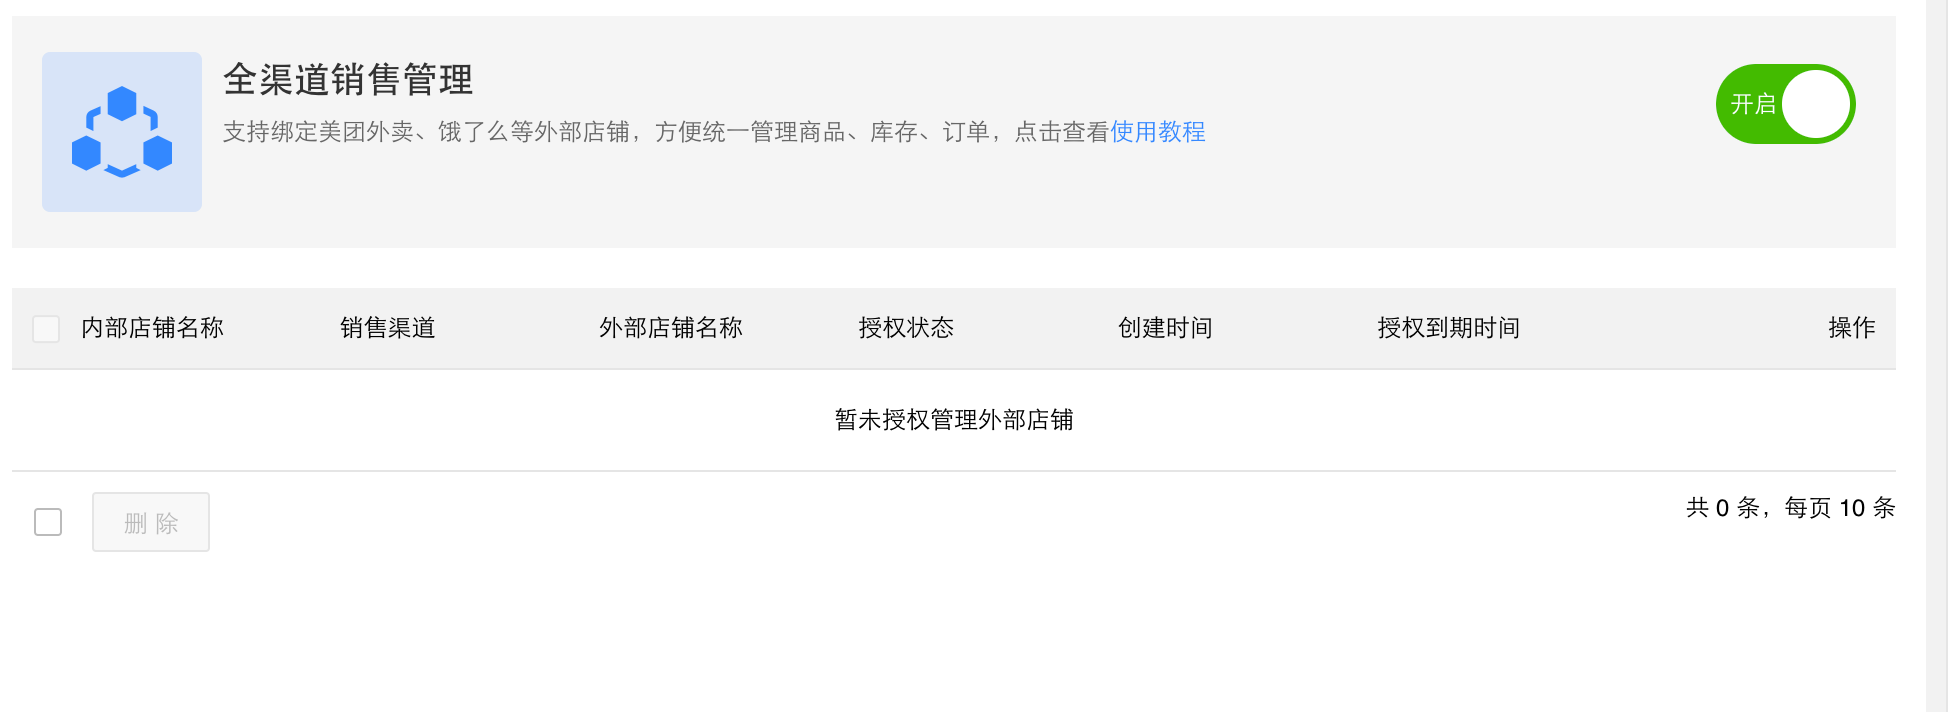 全渠道销售管理
支持绑定美团外卖、饿了么等外部店铺，方便统一管理商品、库存、订单，点击查看使用教程
开启
内部店铺名称 销售渠道 外部店铺名称 授权状态 创建时间 授权到期时间 操作
暂未授权管理外部店铺
删 除
共 0 条，每页 10 条